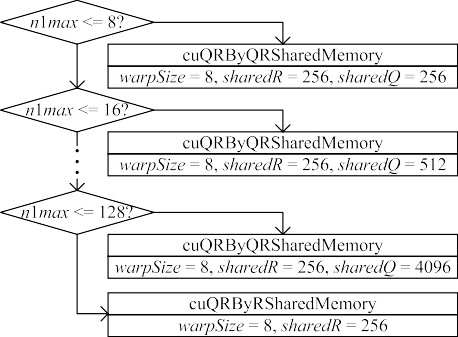 n1max <= 8?
cuQRByQRSharedMemory
warpSize = 8, sharedR = 256, sharedQ = 256
n1max <= 16?
cuQRByQRSharedMemory
warpSize = 8, sharedR = 256, sharedQ = 512
n1max <= 128?
cuQRByQRSharedMemory
warpSize = 8, sharedR = 256, sharedQ = 4096
cuQRByRSharedMemory
warpSize = 8, sharedR = 256